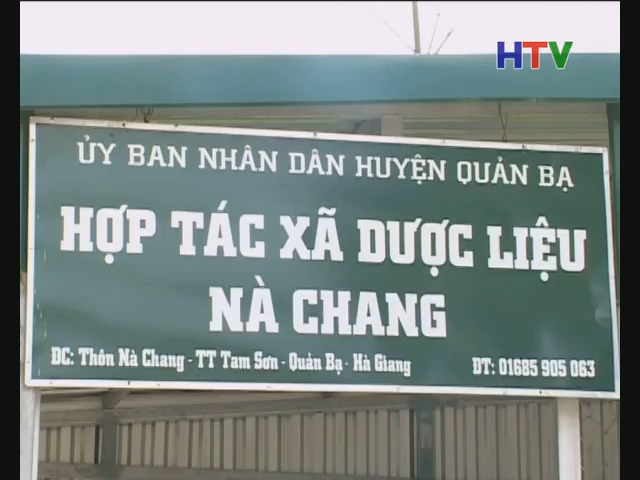 HTV
ỦY BAN NHÂN DÂN HUYỆN QUẢN BẠ
HỢP TÁC XÃ DƯỢC LIỆU
NÀ CHANG
ĐC: Thôn Nà Chang - TT Tam Sơn - Quản Bạ - Hà Giang ĐT: 01685 905 063